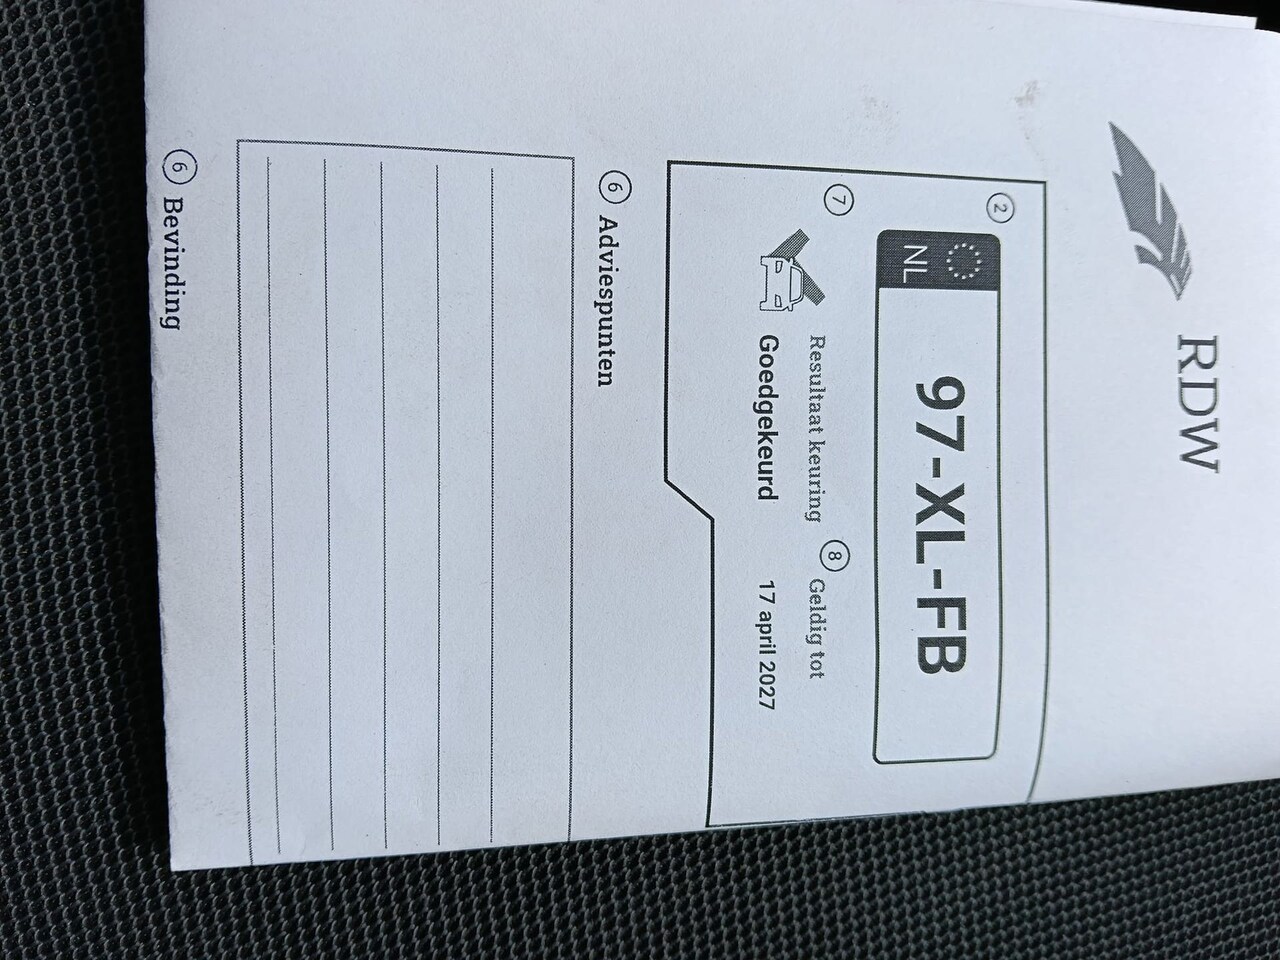 RDW
2
NL 97-XL-FB
7 Resultaat keuring 8 Geldig tot
Goedgekeurd 17 april 2027
6 Adviespunten
6 Bevinding